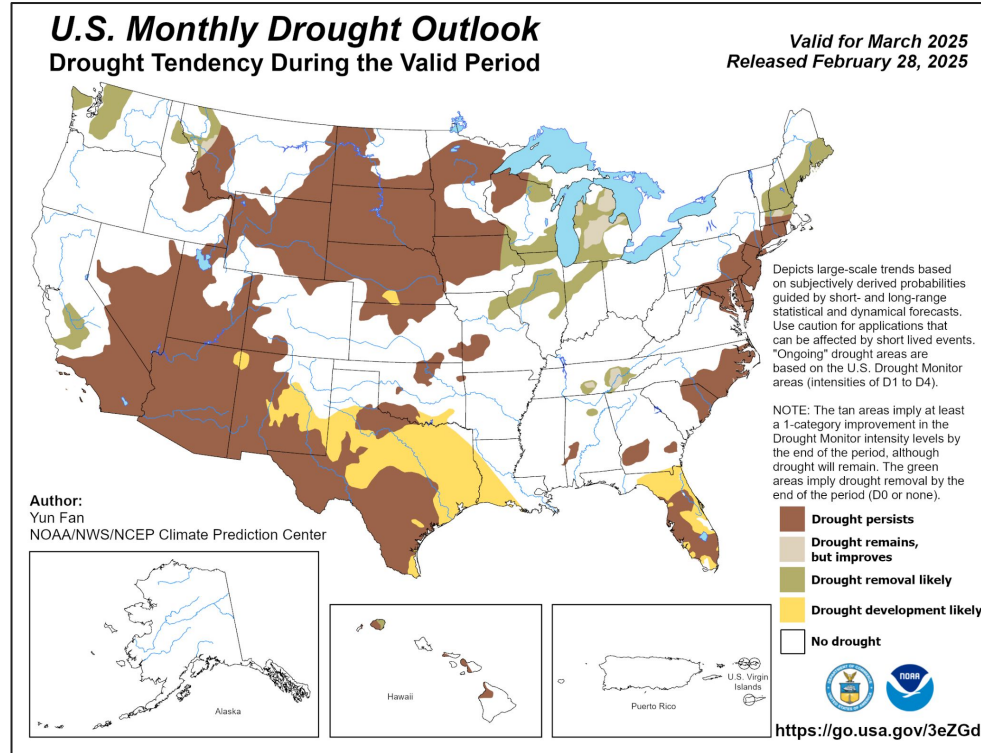 U.S. Monthly Drought Outlook
Drought Tendency During the Valid Period
Valid for March 2025
Released February 28, 2025
Depicts large-scale trends based
on subjectively derived probabilities
guided by short- and long-range
statistical and dynamical forecasts.
Use caution for applications that
can be affected by short lived events.
"Ongoing" drought areas are
based on the U.S. Drought Monitor
areas (intensities of D1 to D4).
NOTE: The tan areas imply at least
a 1-category improvement in the
Drought Monitor intensity levels by
the end of the period, although
drought will remain. The green
areas imply drought removal by the
end of the period (D0 or none).
Author:
Yun Fan
NOAA/NWS/NCEP Climate Prediction Center
Drought persists
Drought remains,
but improves
Drought removal likely
Drought development likely
No drought
Alaska
Hawaii
Puerto Rico
U.S. Virgin
Islands
NOAA
https://go.usa.gov/3eZGd